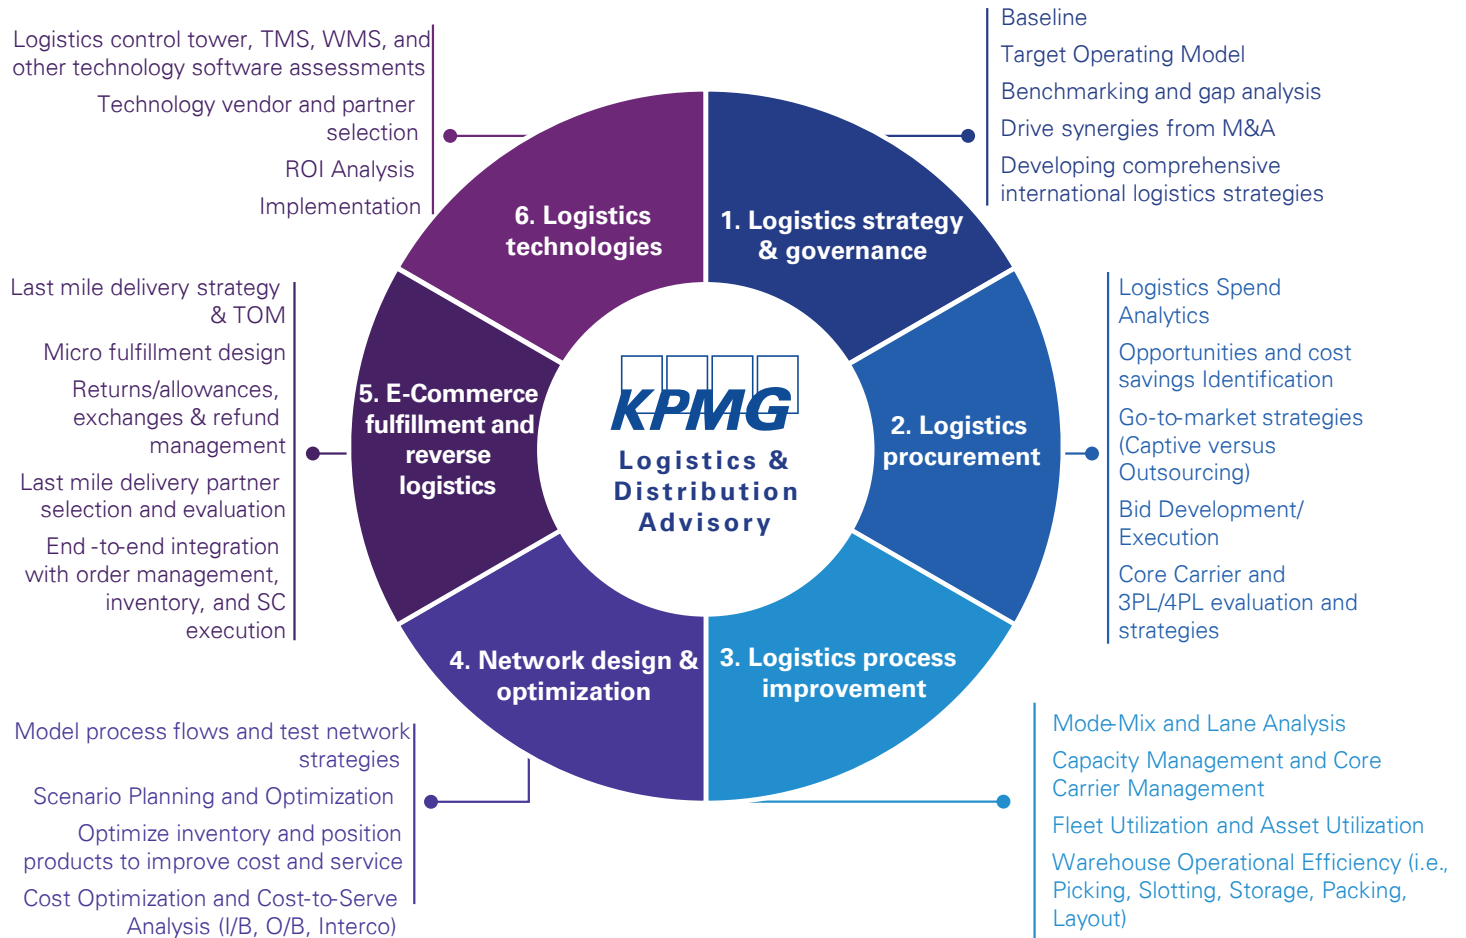 Baseline
Target Operating Model
Benchmarking and gap analysis
Drive synergies from M&A
Developing comprehensive
international logistics strategies
Logistics control tower, TMS, WMS, and
other technology software assessments
Technology vendor and partner
selection
ROI Analysis
Implementation
6. Logistics
technologies
1. Logistics strategy
& governance
Last mile delivery strategy
& TOM
Micro fulfillment design
Returns/allowances,
exchanges & refund
management
Last mile delivery partner
selection and evaluation
End -to-end integration
with order management,
inventory, and SC
execution
5. E-Commerce
fulfillment and
reverse
logistics
KPMG
Logistics &
Distribution
Advisory
2. Logistics
procurement
Logistics Spend
Analytics
Opportunities and cost
savings Identification
Go-to-market strategies
(Captive versus
Outsourcing)
Bid Development/
Execution
Core Carrier and
3PL/4PL evaluation and
strategies
4. Network design &
optimization
3. Logistics process
improvement
Model process flows and test network
strategies
Scenario Planning and Optimization
Optimize inventory and position
products to improve cost and service
Cost Optimization and Cost-to-Serve
Analysis (I/B, O/B, Interco)
Mode-Mix and Lane Analysis
Capacity Management and Core
Carrier Management
Fleet Utilization and Asset Utilization
Warehouse Operational Efficiency (i.e.,
Picking, Slotting, Storage, Packing,
Layout)